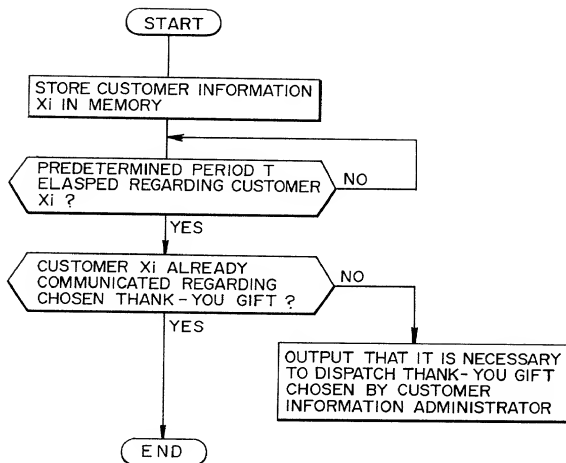 START
STORE CUSTOMER INFORMATION
Xi IN MEMORY
PREDETERMINED PERIOD T
ELASPED REGARDING CUSTOMER
Xi ?
NO
YES
CUSTOMER Xi ALREADY
COMMUNICATED REGARDING
CHOSEN THANK-YOU GIFT ?
NO
YES
OUTPUT THAT IT IS NECESSARY
TO DISPATCH THANK-YOU GIFT
CHOSEN BY CUSTOMER
INFORMATION ADMINISTRATOR
END